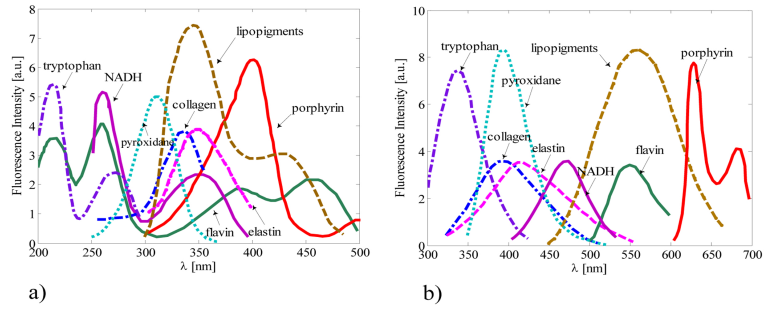 8
7
6
5
4
3
2
1
0
Fluorescence Intensity [a.u.]
200 250 300 350 400 450 500
λ [nm]
tryptophan
NADH
pyroxidane
collagen
lipopigments
porphyrin
flavin
elastin
a)
10
8
6
4
2
0
Fluorescence Intensity [a.u.]
300 350 400 450 500 550 600 650 700
λ [nm]
tryptophan
pyroxidane
lipopigments
porphyrin
collagen
elastin
NADH
flavin
b)